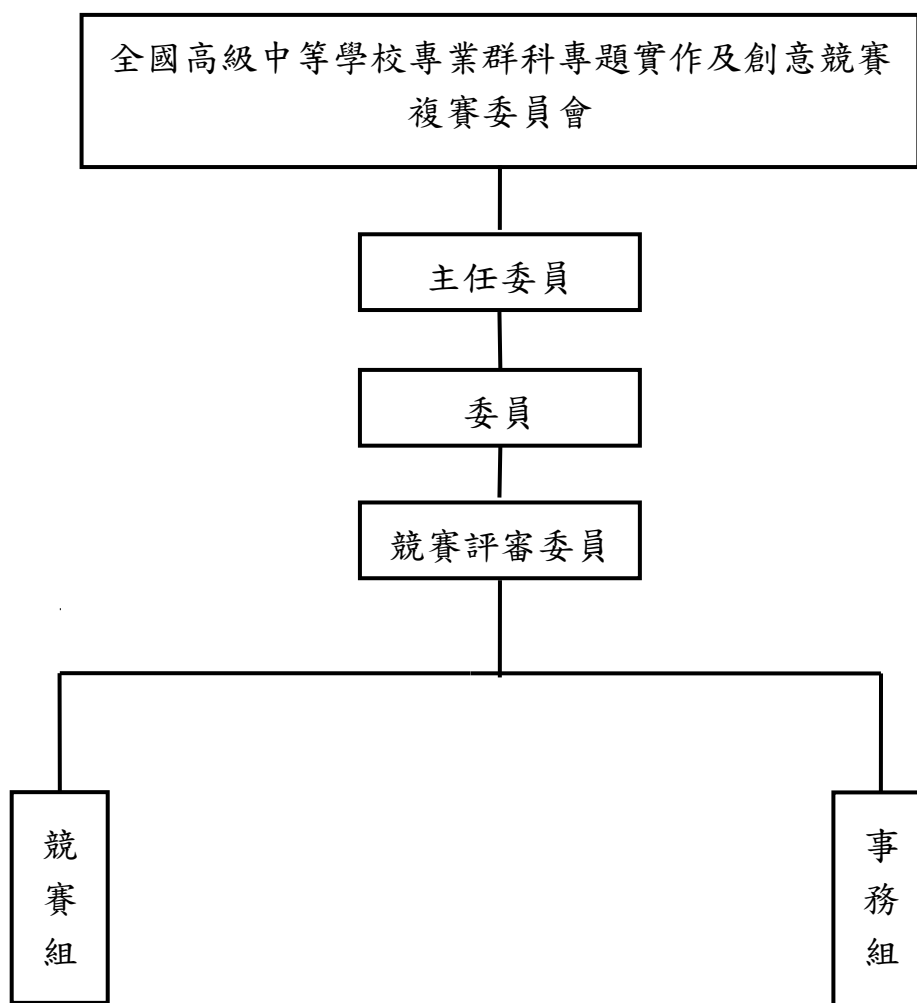 全國高級中等學校專業群科專題實作及創意競賽
複賽委員會
主任委員
委員
競賽評審委員
競賽組
事務組